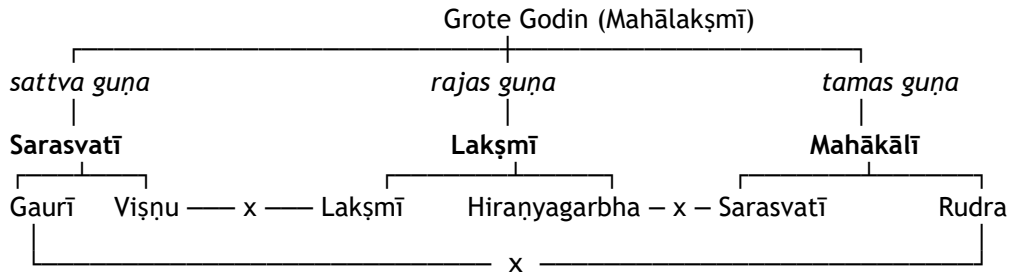 Grote Godin (Mahālakṣmī)
sattva guṇa rajas guṇa tamas guṇa
Sarasvatī Lakṣmī Mahākālī
Gaurī Viṣṇu — x — Lakṣmī Hiraṇyagarbha – x – Sarasvatī Rudra
x